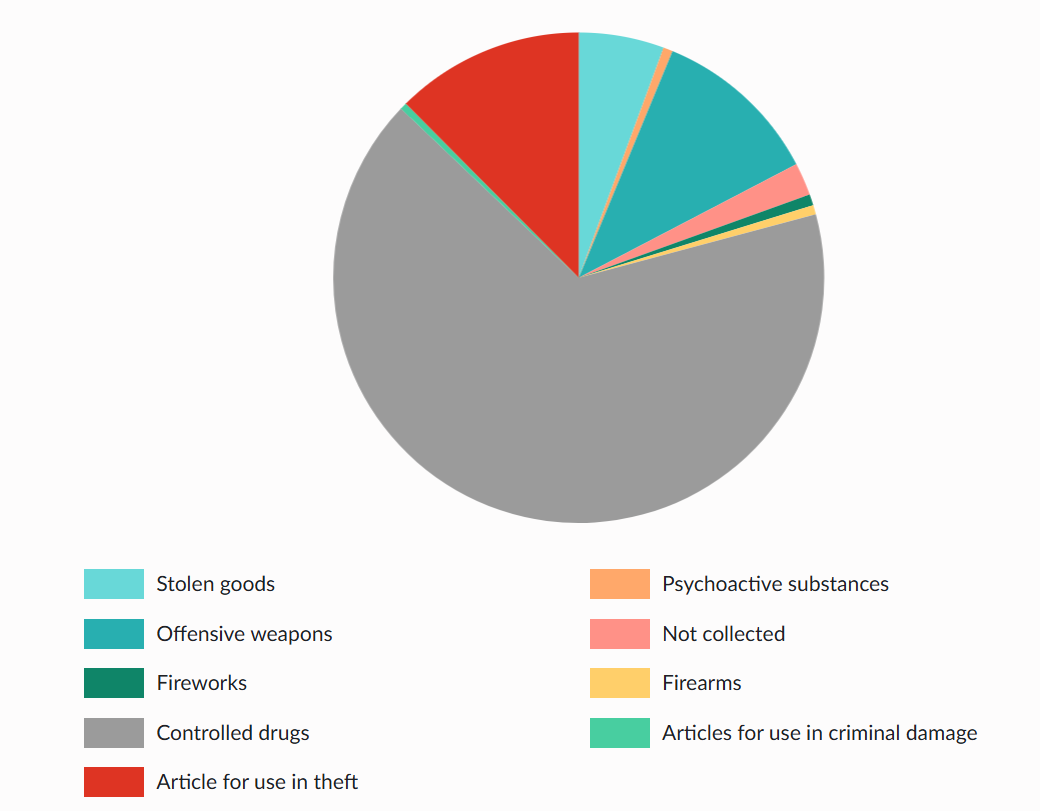 Stolen goods
Psychoactive substances
Offensive weapons
Not collected
Fireworks
Firearms
Controlled drugs
Articles for use in criminal damage
Article for use in theft